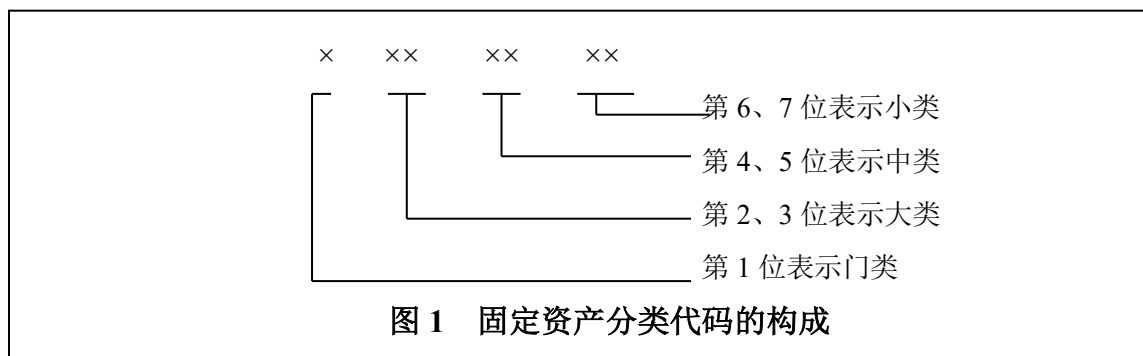 × ×× ×× ××
第 6、7 位表示小类
第 4、5 位表示中类
第 2、3 位表示大类
第 1 位表示门类
图 1 固定资产分类代码的构成